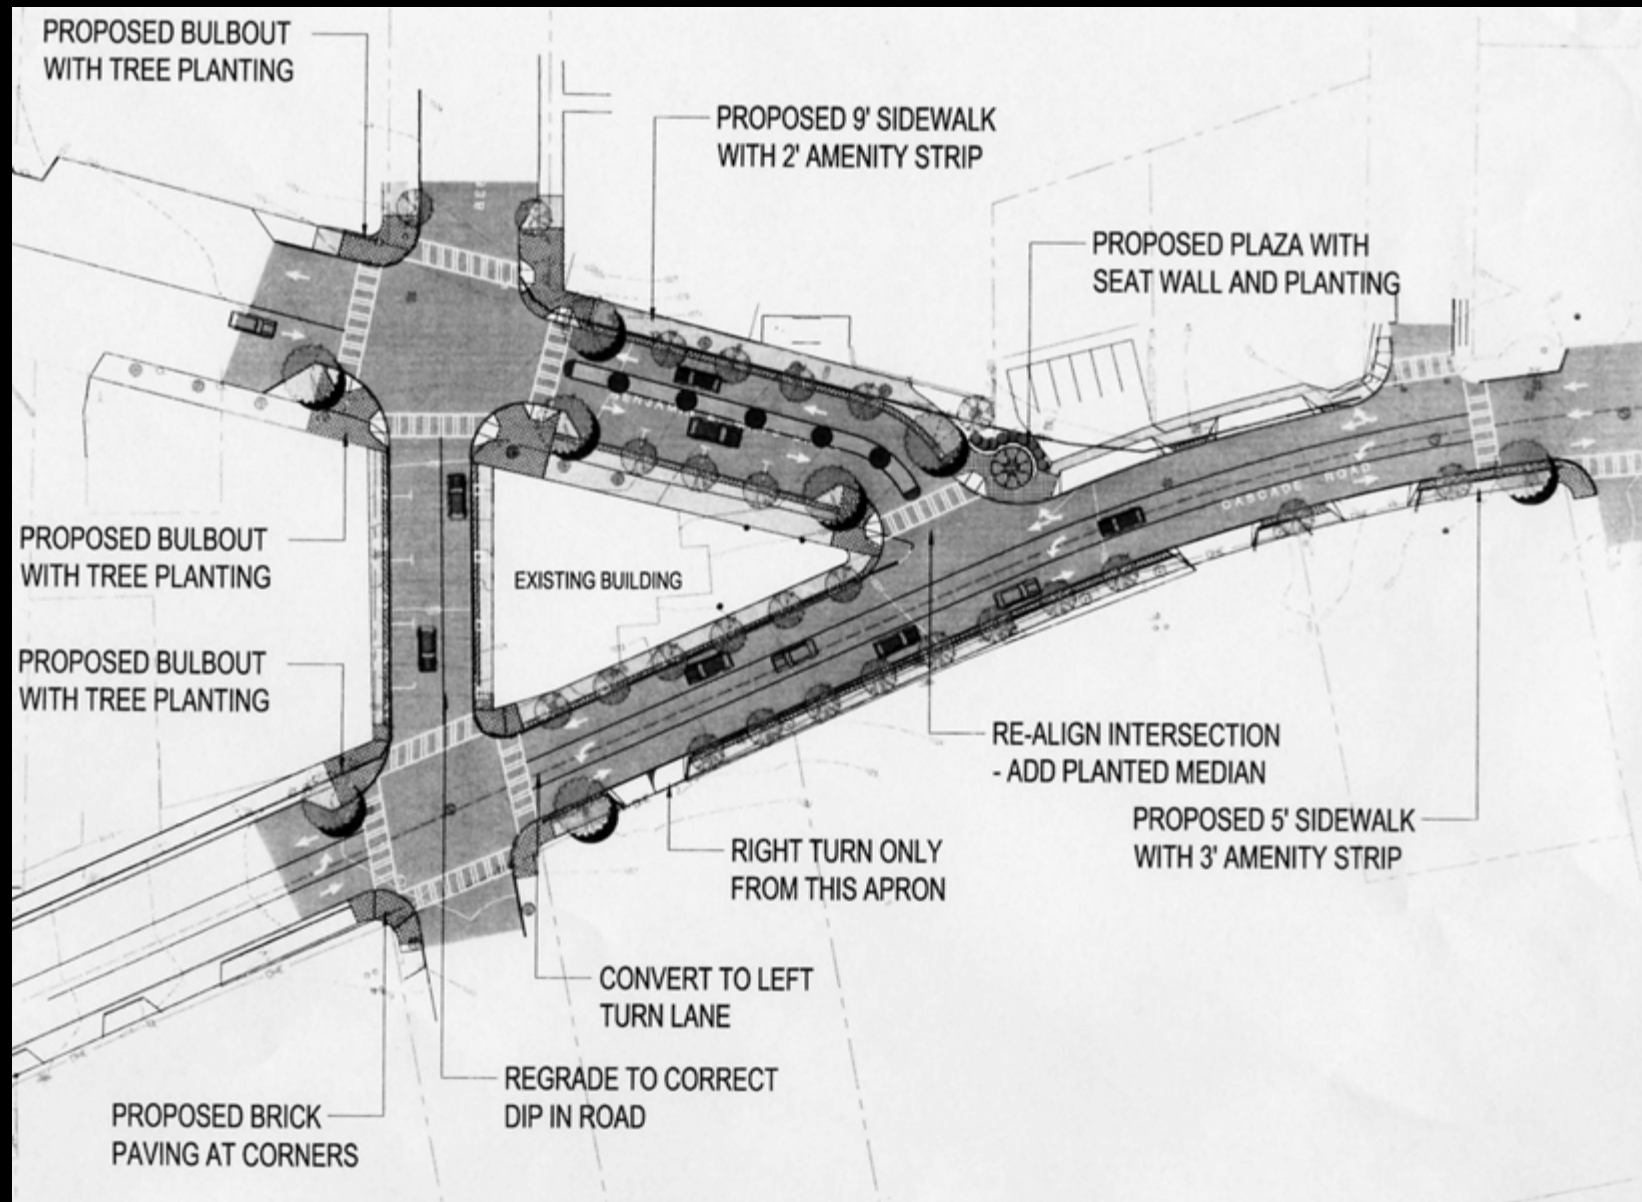 PROPOSED BULBOUT
WITH TREE PLANTING
PROPOSED 9' SIDEWALK
WITH 2' AMENITY STRIP
PROPOSED PLAZA WITH
SEAT WALL AND PLANTING
CASCADE ROAD
PROPOSED BULBOUT
WITH TREE PLANTING
EXISTING BUILDING
PROPOSED BULBOUT
WITH TREE PLANTING
RE-ALIGN INTERSECTION
- ADD PLANTED MEDIAN
PROPOSED 5' SIDEWALK
WITH 3' AMENITY STRIP
RIGHT TURN ONLY
FROM THIS APRON
CONVERT TO LEFT
TURN LANE
REGRADE TO CORRECT
DIP IN ROAD
PROPOSED BRICK
PAVING AT CORNERS